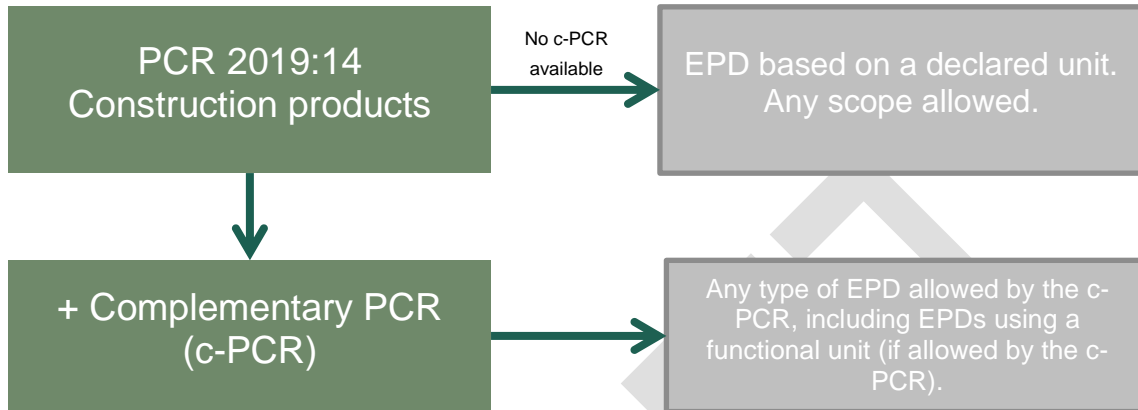 PCR 2019:14
Construction products
No c-PCR
available
EPD based on a declared unit.
Any scope allowed.
+ Complementary PCR
(c-PCR)
Any type of EPD allowed by the c-
PCR, including EPDs using a
functional unit (if allowed by the c-
PCR).